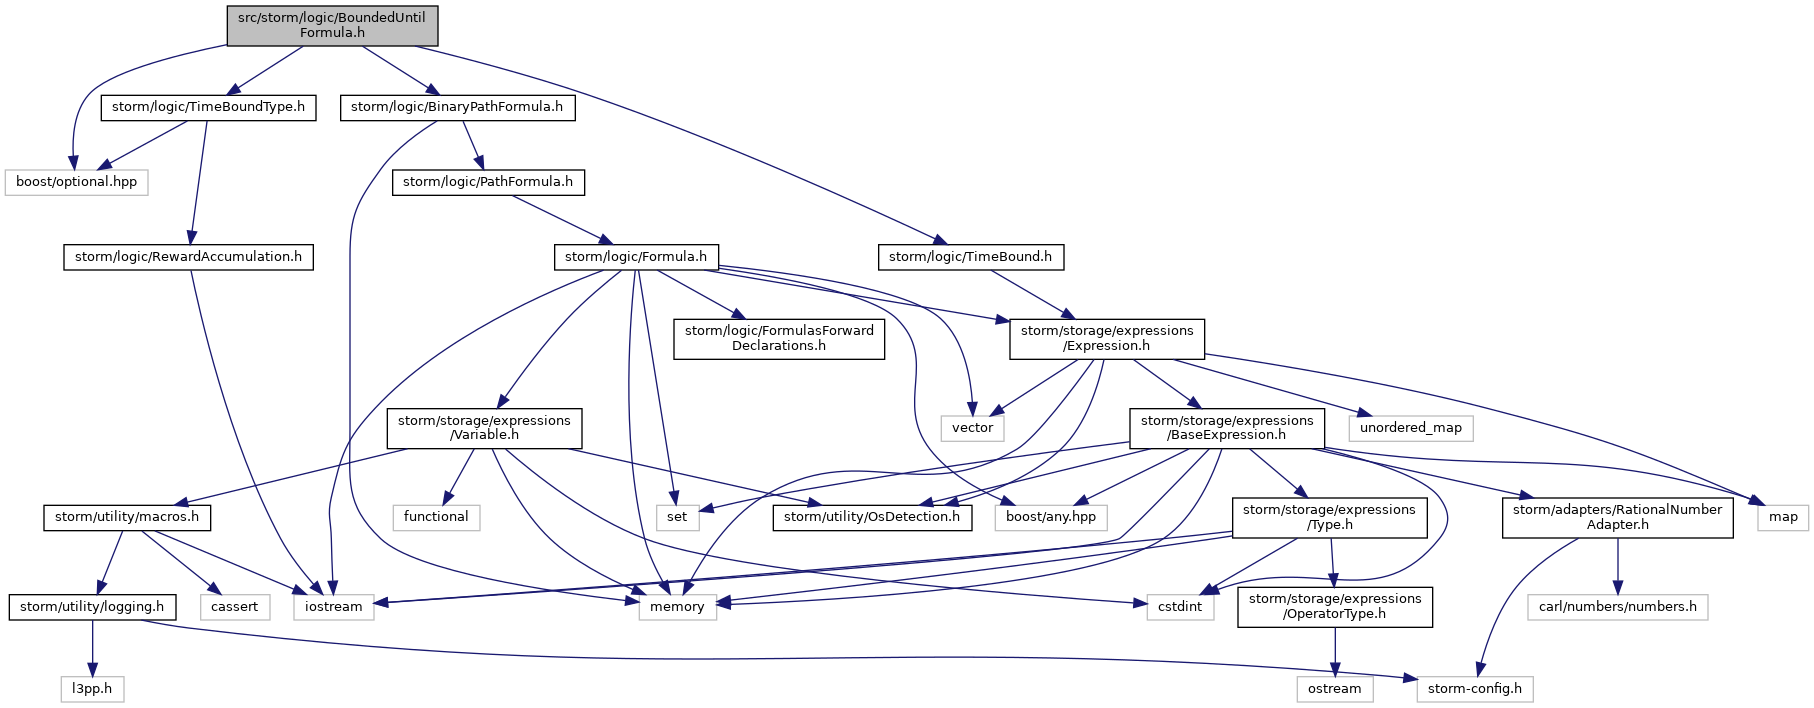 src/storm/logic/BoundedUntil
Formula.h
storm/logic/TimeBoundType.h
storm/logic/BinaryPathFormula.h
boost/optional.hpp
storm/logic/PathFormula.h
storm/logic/RewardAccumulation.h
storm/logic/Formula.h
storm/logic/TimeBound.h
storm/logic/FormulasForward
Declarations.h
storm/storage/expressions
/Expression.h
storm/storage/expressions
/Variable.h
vector
storm/storage/expressions
/BaseExpression.h
unordered_map
storm/utility/macros.h
functional
set
storm/utility/OsDetection.h
boost/any.hpp
storm/storage/expressions
/Type.h
storm/adapters/RationalNumber
Adapter.h
map
storm/utility/logging.h
cassert
iostream
memory
cstdint
storm/storage/expressions
/OperatorType.h
carl/numbers/numbers.h
l3pp.h
ostream
storm-config.h